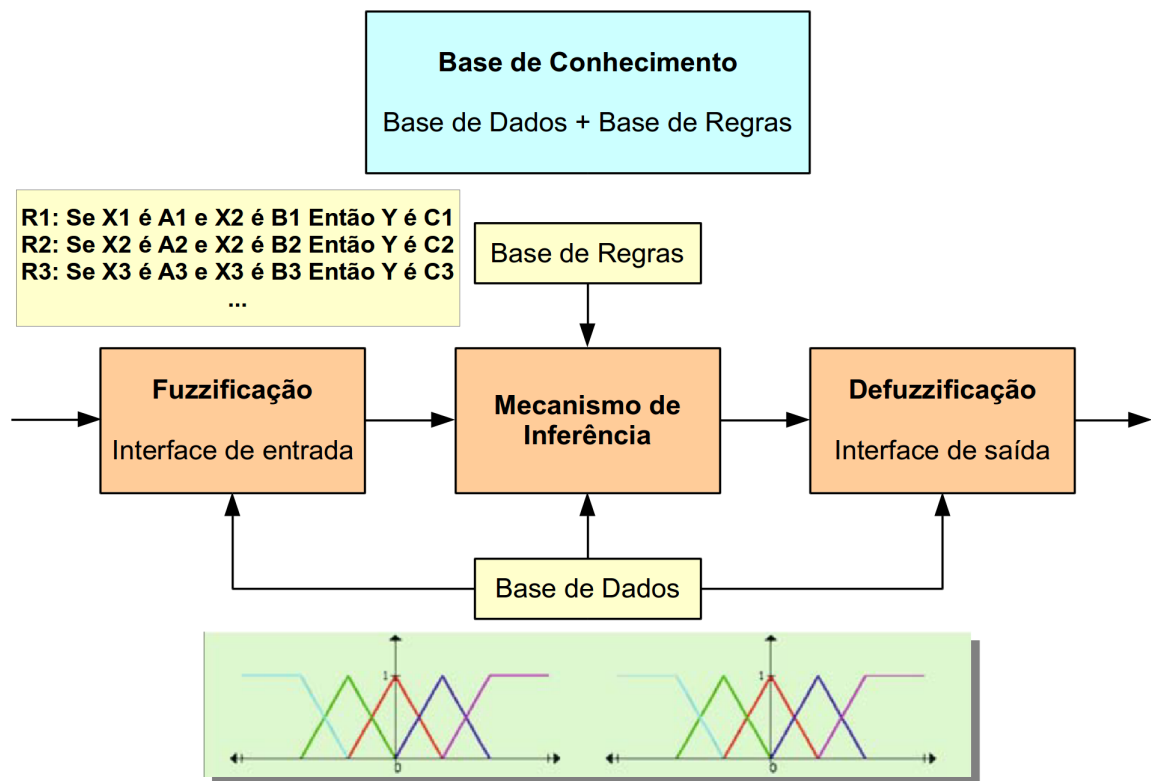 Base de Conhecimento
Base de Dados + Base de Regras
R1: Se X1 é A1 e X2 é B1 Então Y é C1
R2: Se X2 é A2 e X2 é B2 Então Y é C2
R3: Se X3 é A3 e X3 é B3 Então Y é C3
...
Base de Regras
Fuzzificação
Interface de entrada
Mecanismo de
Inferência
Defuzzificação
Interface de saída
Base de Dados
1
0
1
0